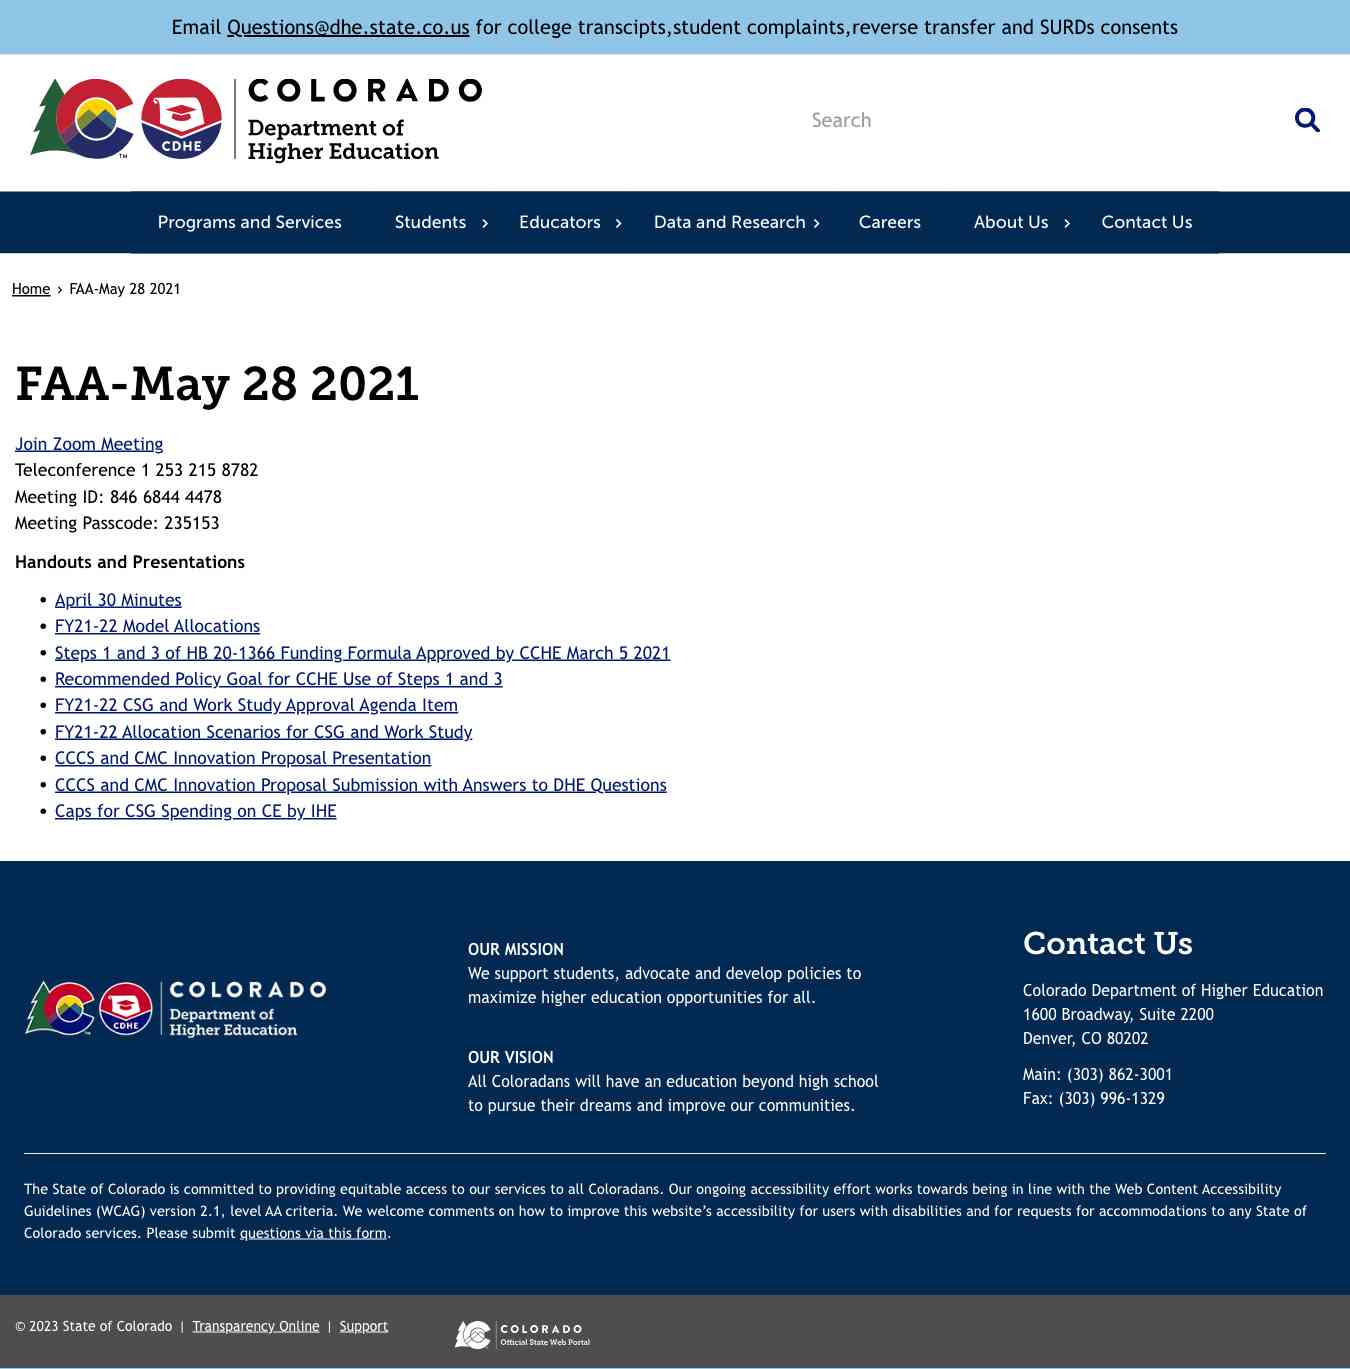 Email Questions@dhe.state.co.us for college transcipts,student complaints,reverse transfer and SURDs consents
COLORADO
Department of
Higher Education
CDHE
TM
Search
Programs and Services Students › Educators › Data and Research › Careers About Us › Contact Us
Home › FAA-May 28 2021
FAA-May 28 2021
Join Zoom Meeting
Teleconference 1 253 215 8782
Meeting ID: 846 6844 4478
Meeting Passcode: 235153
Handouts and Presentations
• April 30 Minutes
• FY21-22 Model Allocations
• Steps 1 and 3 of HB 20-1366 Funding Formula Approved by CCHE March 5 2021
• Recommended Policy Goal for CCHE Use of Steps 1 and 3
• FY21-22 CSG and Work Study Approval Agenda Item
• FY21-22 Allocation Scenarios for CSG and Work Study
• CCCS and CMC Innovation Proposal Presentation
• CCCS and CMC Innovation Proposal Submission with Answers to DHE Questions
• Caps for CSG Spending on CE by IHE
COLORADO
Department of
Higher Education
CDHE
OUR MISSION
We support students, advocate and develop policies to
maximize higher education opportunities for all.
OUR VISION
All Coloradans will have an education beyond high school
to pursue their dreams and improve our communities.
Contact Us
Colorado Department of Higher Education
1600 Broadway, Suite 2200
Denver, CO 80202
Main: (303) 862-3001
Fax: (303) 996-1329
The State of Colorado is committed to providing equitable access to our services to all Coloradans. Our ongoing accessibility effort works towards being in line with the Web Content Accessibility
Guidelines (WCAG) version 2.1, level AA criteria. We welcome comments on how to improve this website’s accessibility for users with disabilities and for requests for accommodations to any State of
Colorado services. Please submit questions via this form.
© 2023 State of Colorado | Transparency Online | Support
COLORADO
Official State Web Portal